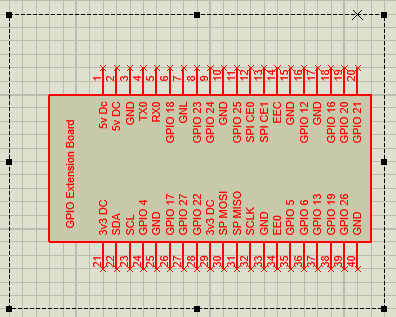 1
2
3
4
5
6
7
8
9
10
11
12
13
14
15
16
17
18
19
20
5v Dc
5v DC
GND
TX0
RX0
GPIO 18
GNL
GPIO 23
GPIO 24
GND
GPIO 25
SPI CE0
SPI CE1
EEC
GND
GPIO 12
GND
GPIO 16
GPIO 20
GPIO 21
GPIO Extension Board
3v3 DC
SDA
SCL
GPIO 4
GND
GPIO 17
GPIO 27
GPIO 22
3v3 DC
SP MOSI
SP MISO
SCLK
GND
EE0
GPIO 5
GPIO 6
GPIO 13
GPIO 19
GPIO 26
GND
21
22
23
24
25
26
27
28
29
30
31
32
33
34
35
36
37
38
39
40